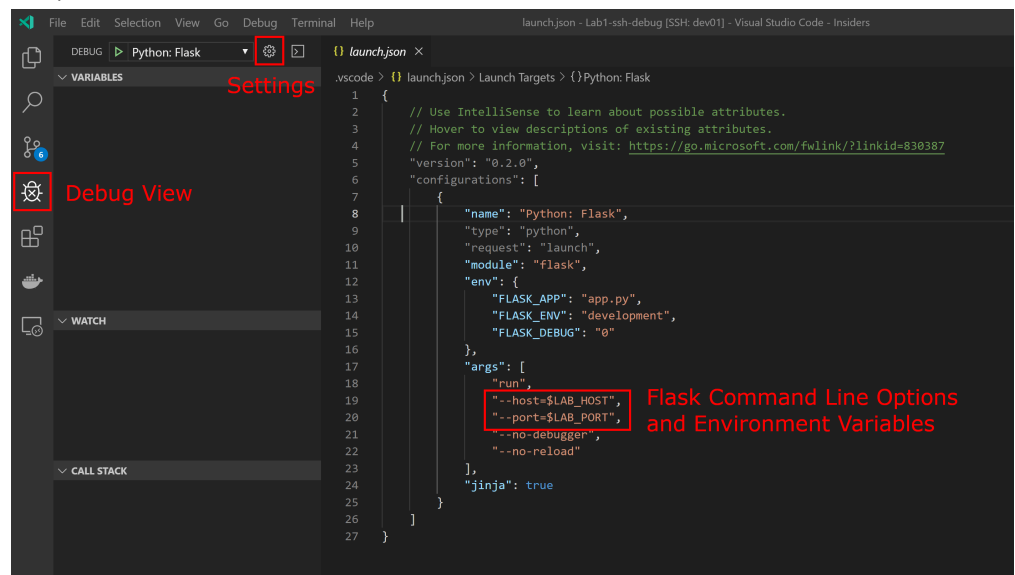 File Edit Selection View Go Debug Terminal Help launch.json - Lab1-ssh-debug [SSH: dev01] - Visual Studio Code - Insiders
DEBUG Python: Flask
Settings
VARIABLES
6
Debug View
WATCH
CALL STACK
{} launch.json ×
.vscode > {} launch.json > Launch Targets > {} Python: Flask
1 {
2 // Use IntelliSense to learn about possible attributes.
3 // Hover to view descriptions of existing attributes.
4 // For more information, visit: https://go.microsoft.com/fwlink/?linkid=830387
5 "version": "0.2.0",
6 "configurations": [
7 {
8 "name": "Python: Flask",
9 "type": "python",
10 "request": "launch",
11 "module": "flask",
12 "env": {
13 "FLASK_APP": "app.py",
14 "FLASK_ENV": "development",
15 "FLASK_DEBUG": "0"
16 },
17 "args": [
18 "run",
19 "--host=$LAB_HOST",
20 "--port=$LAB_PORT",
21 "--no-debugger",
22 "--no-reload"
23 ],
24 "jinja": true
25 }
26 ]
27 }
Flask Command Line Options
and Environment Variables